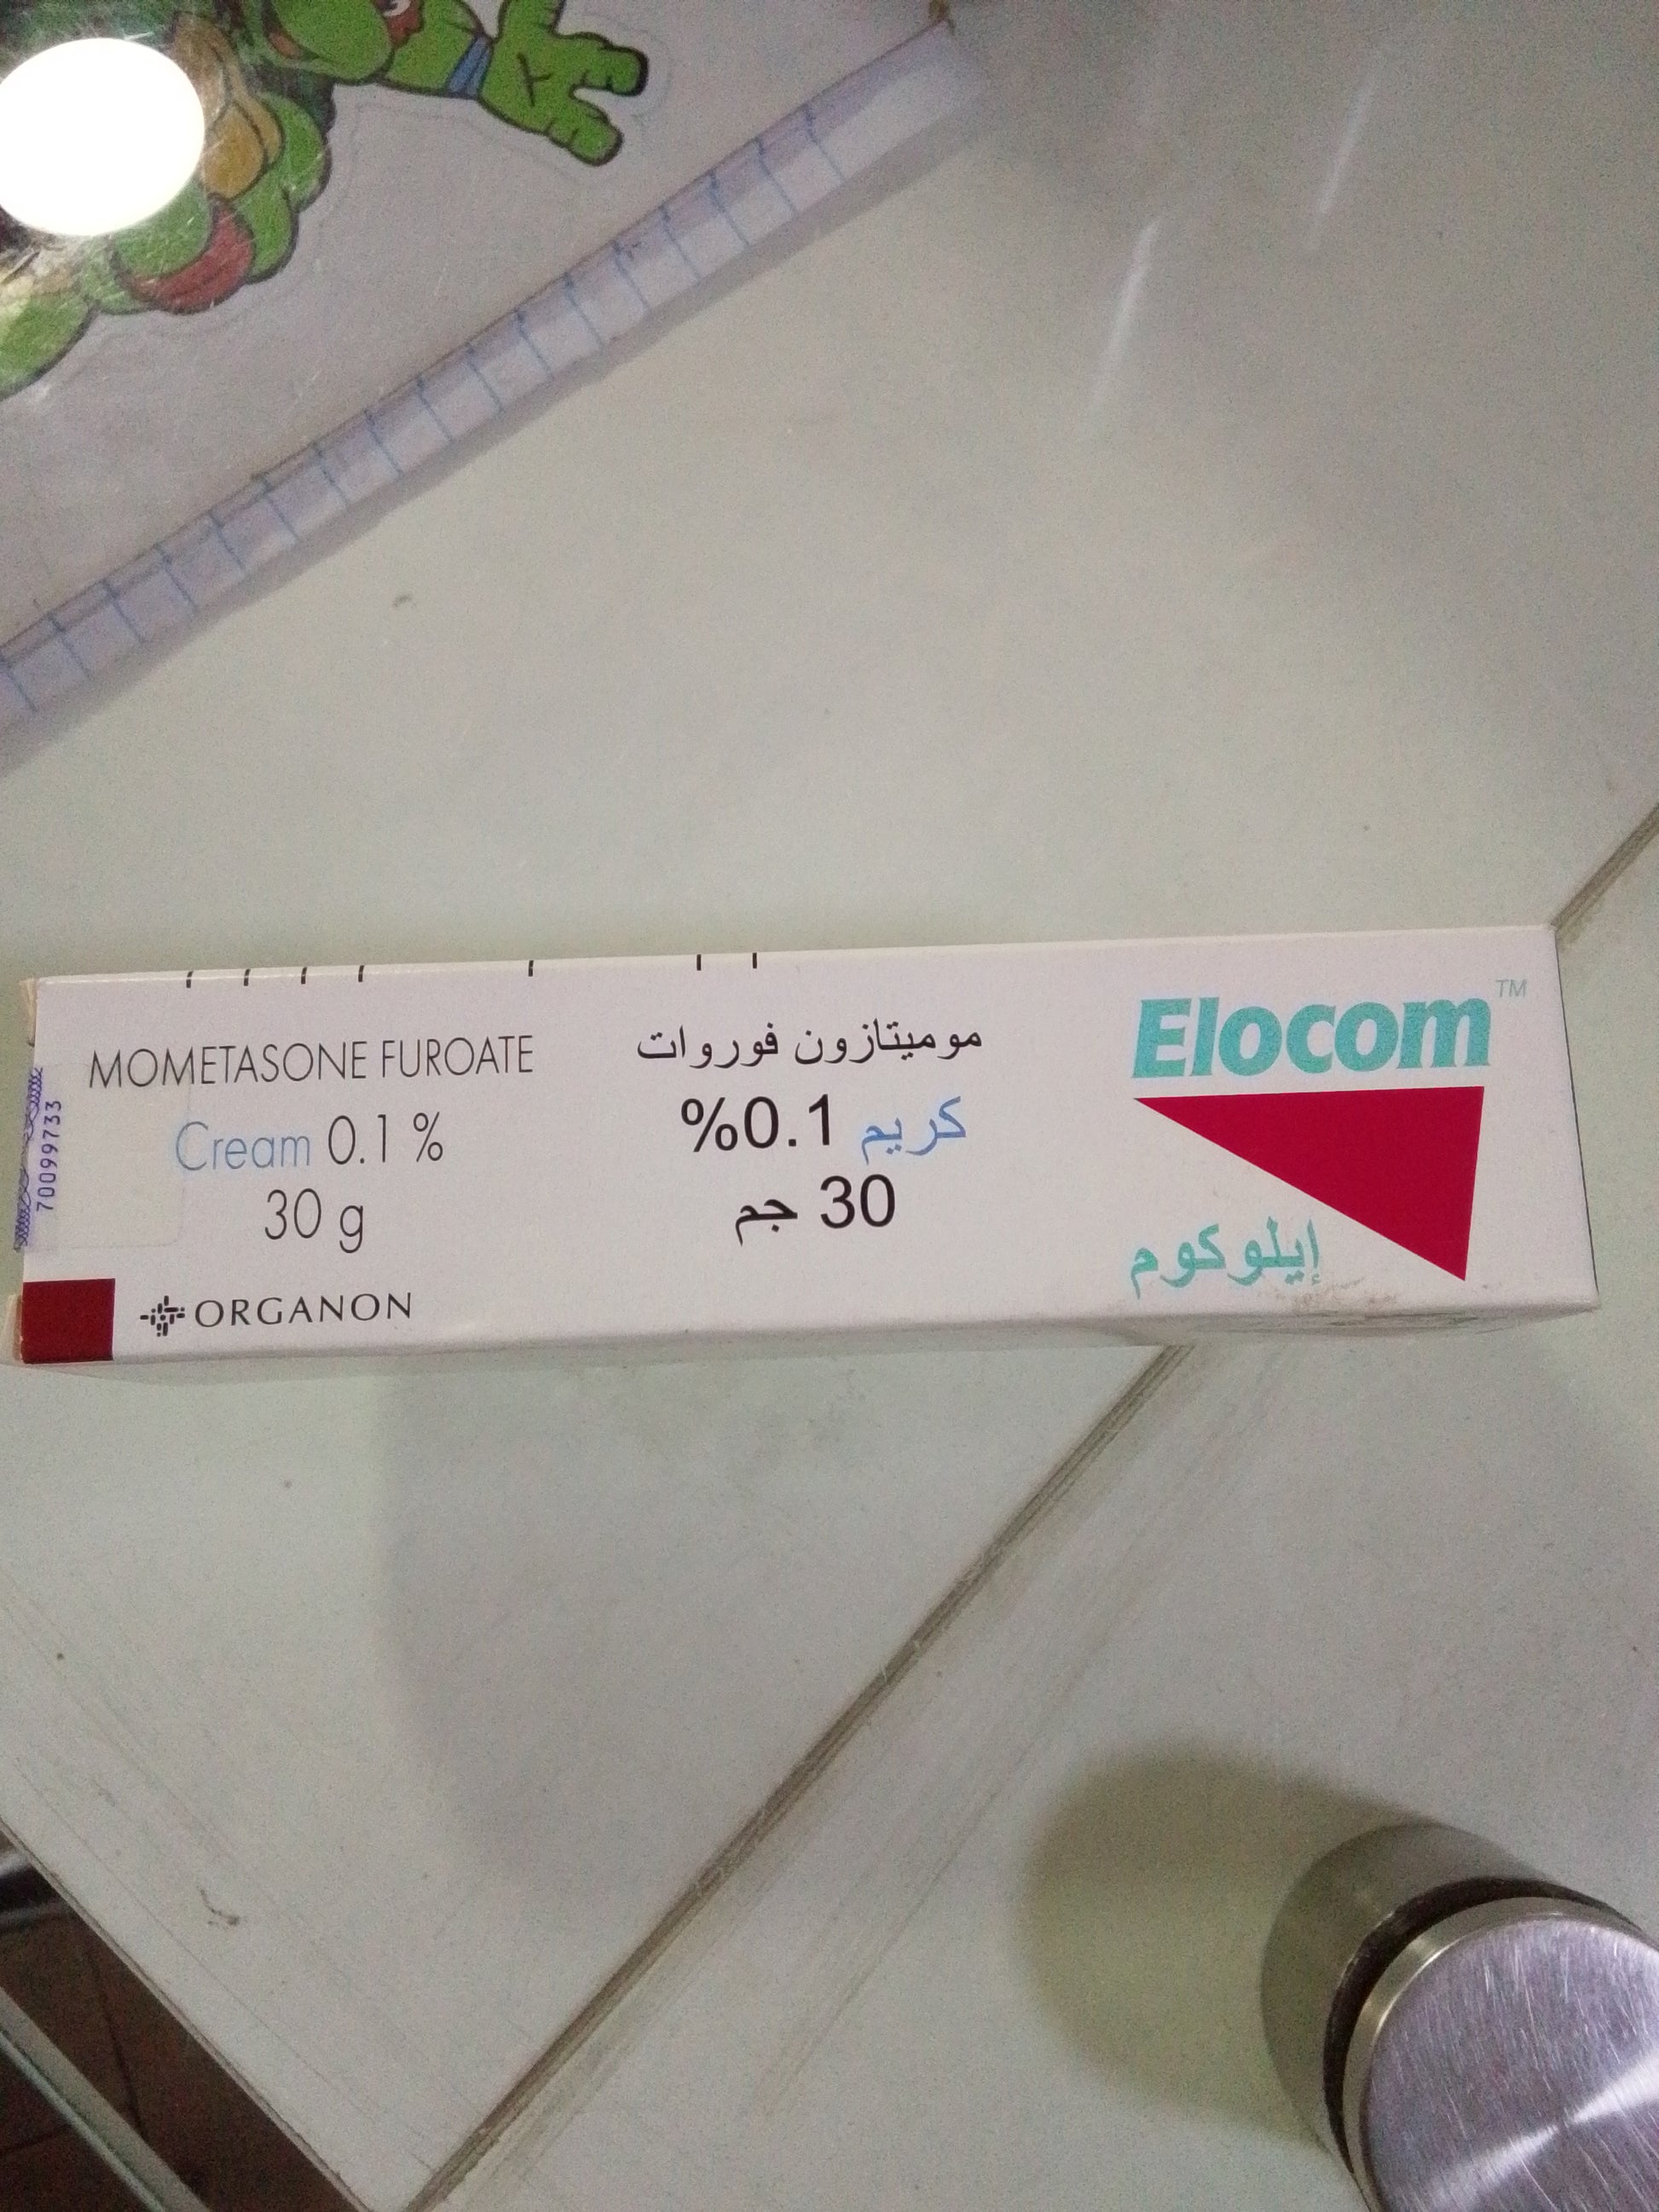 MOMETASONE FUROATE
Cream 0.1 %
30 g
ORGANON
70099733
موميتازون فوروات
كريم 0.1%
30 جم
Elocom™
إيلوكوم